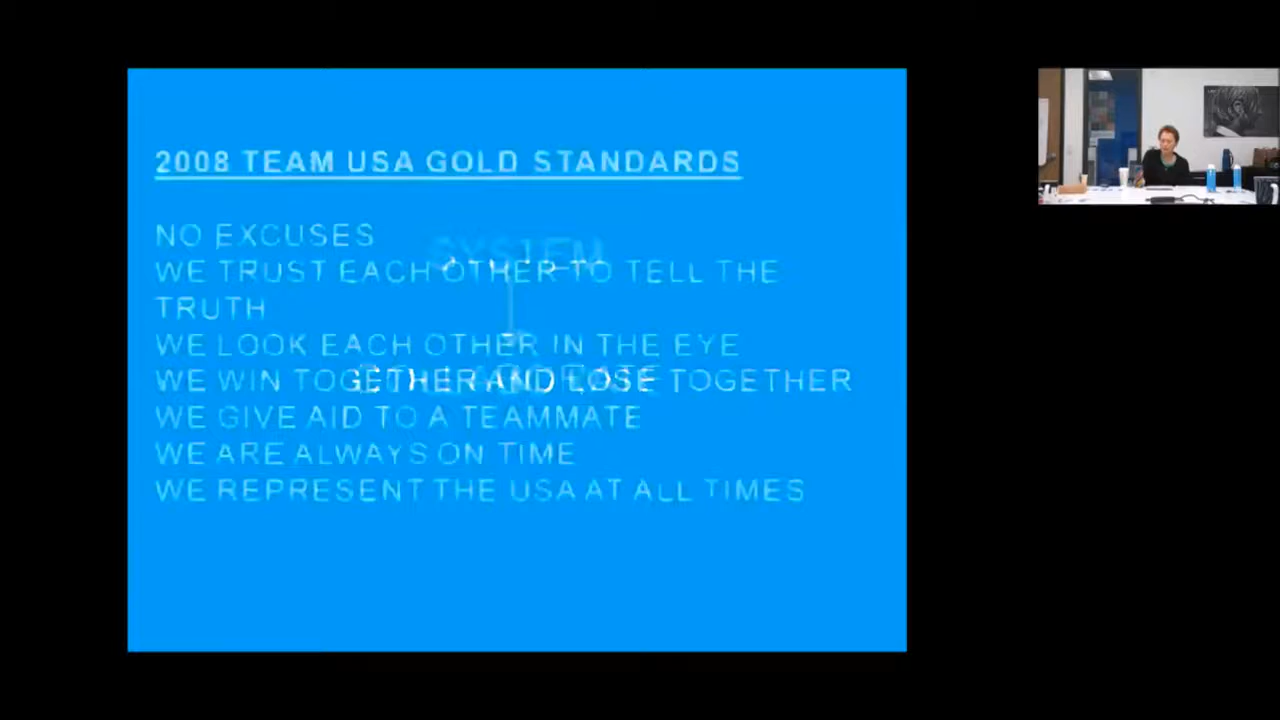 2008 TEAM USA GOLD STANDARDS
NO EXCUSES
WE TRUST EACH OTHER TO TELL THE
TRUTH
WE LOOK EACH OTHER IN THE EYE
WE WIN TOGETHER AND LOSE TOGETHER
WE GIVE AID TO A TEAMMATE
WE ARE ALWAYS ON TIME
WE REPRESENT THE USA AT ALL TIMES
SYSTEM